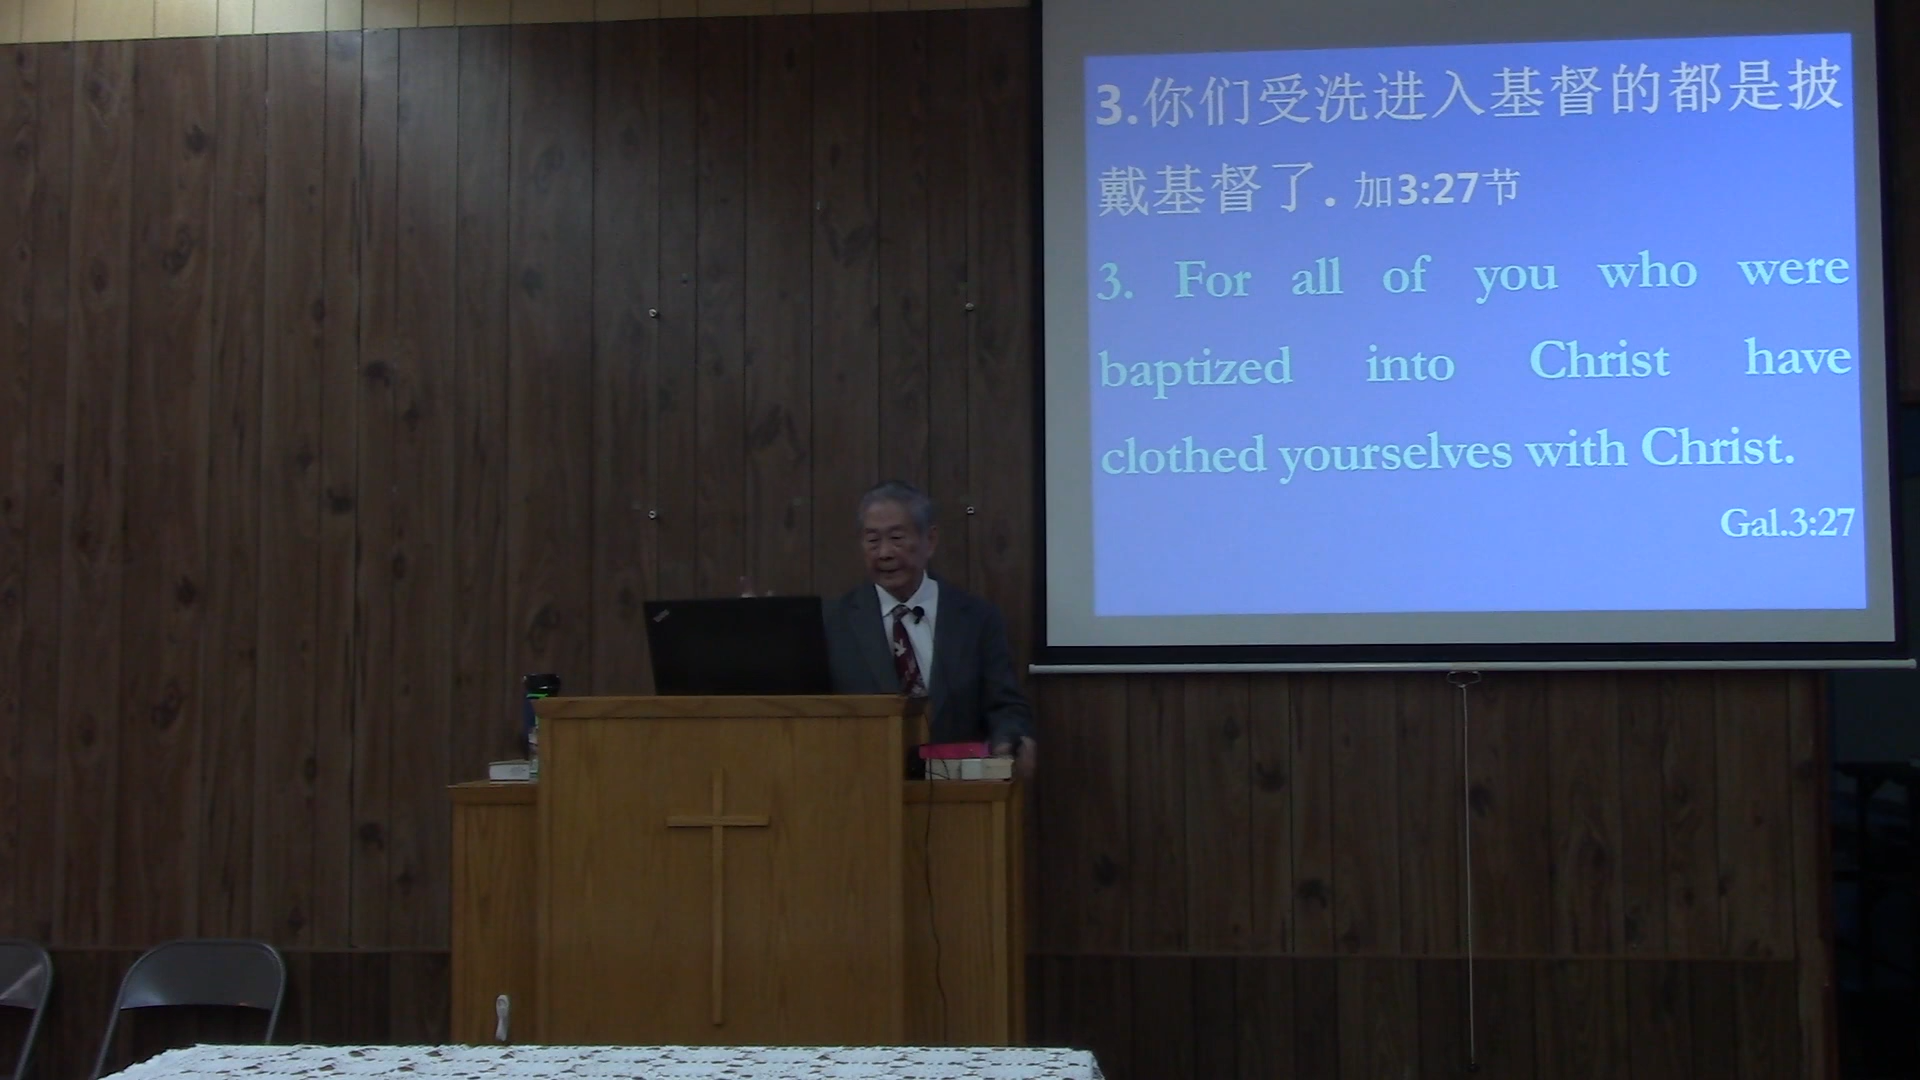 3.你们受洗进入基督的都是披
戴基督了. 加3:27节
3. For all of you who were
baptized into Christ have
clothed yourselves with Christ.
Gal.3:27